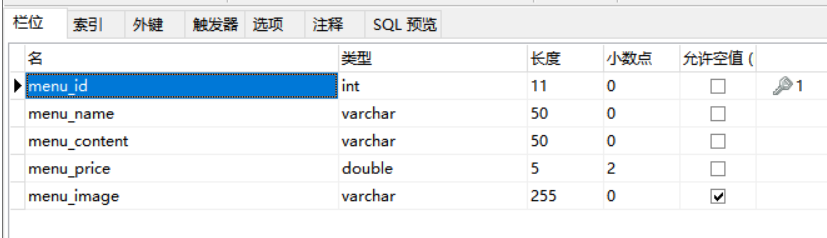 栏位 索引 外键 触发器 选项 注释 SQL 预览
名 类型 长度 小数点 允许空值 (
menu_id int 11 0 1
menu_name varchar 50 0
menu_content varchar 50 0
menu_price double 5 2
menu_image varchar 255 0